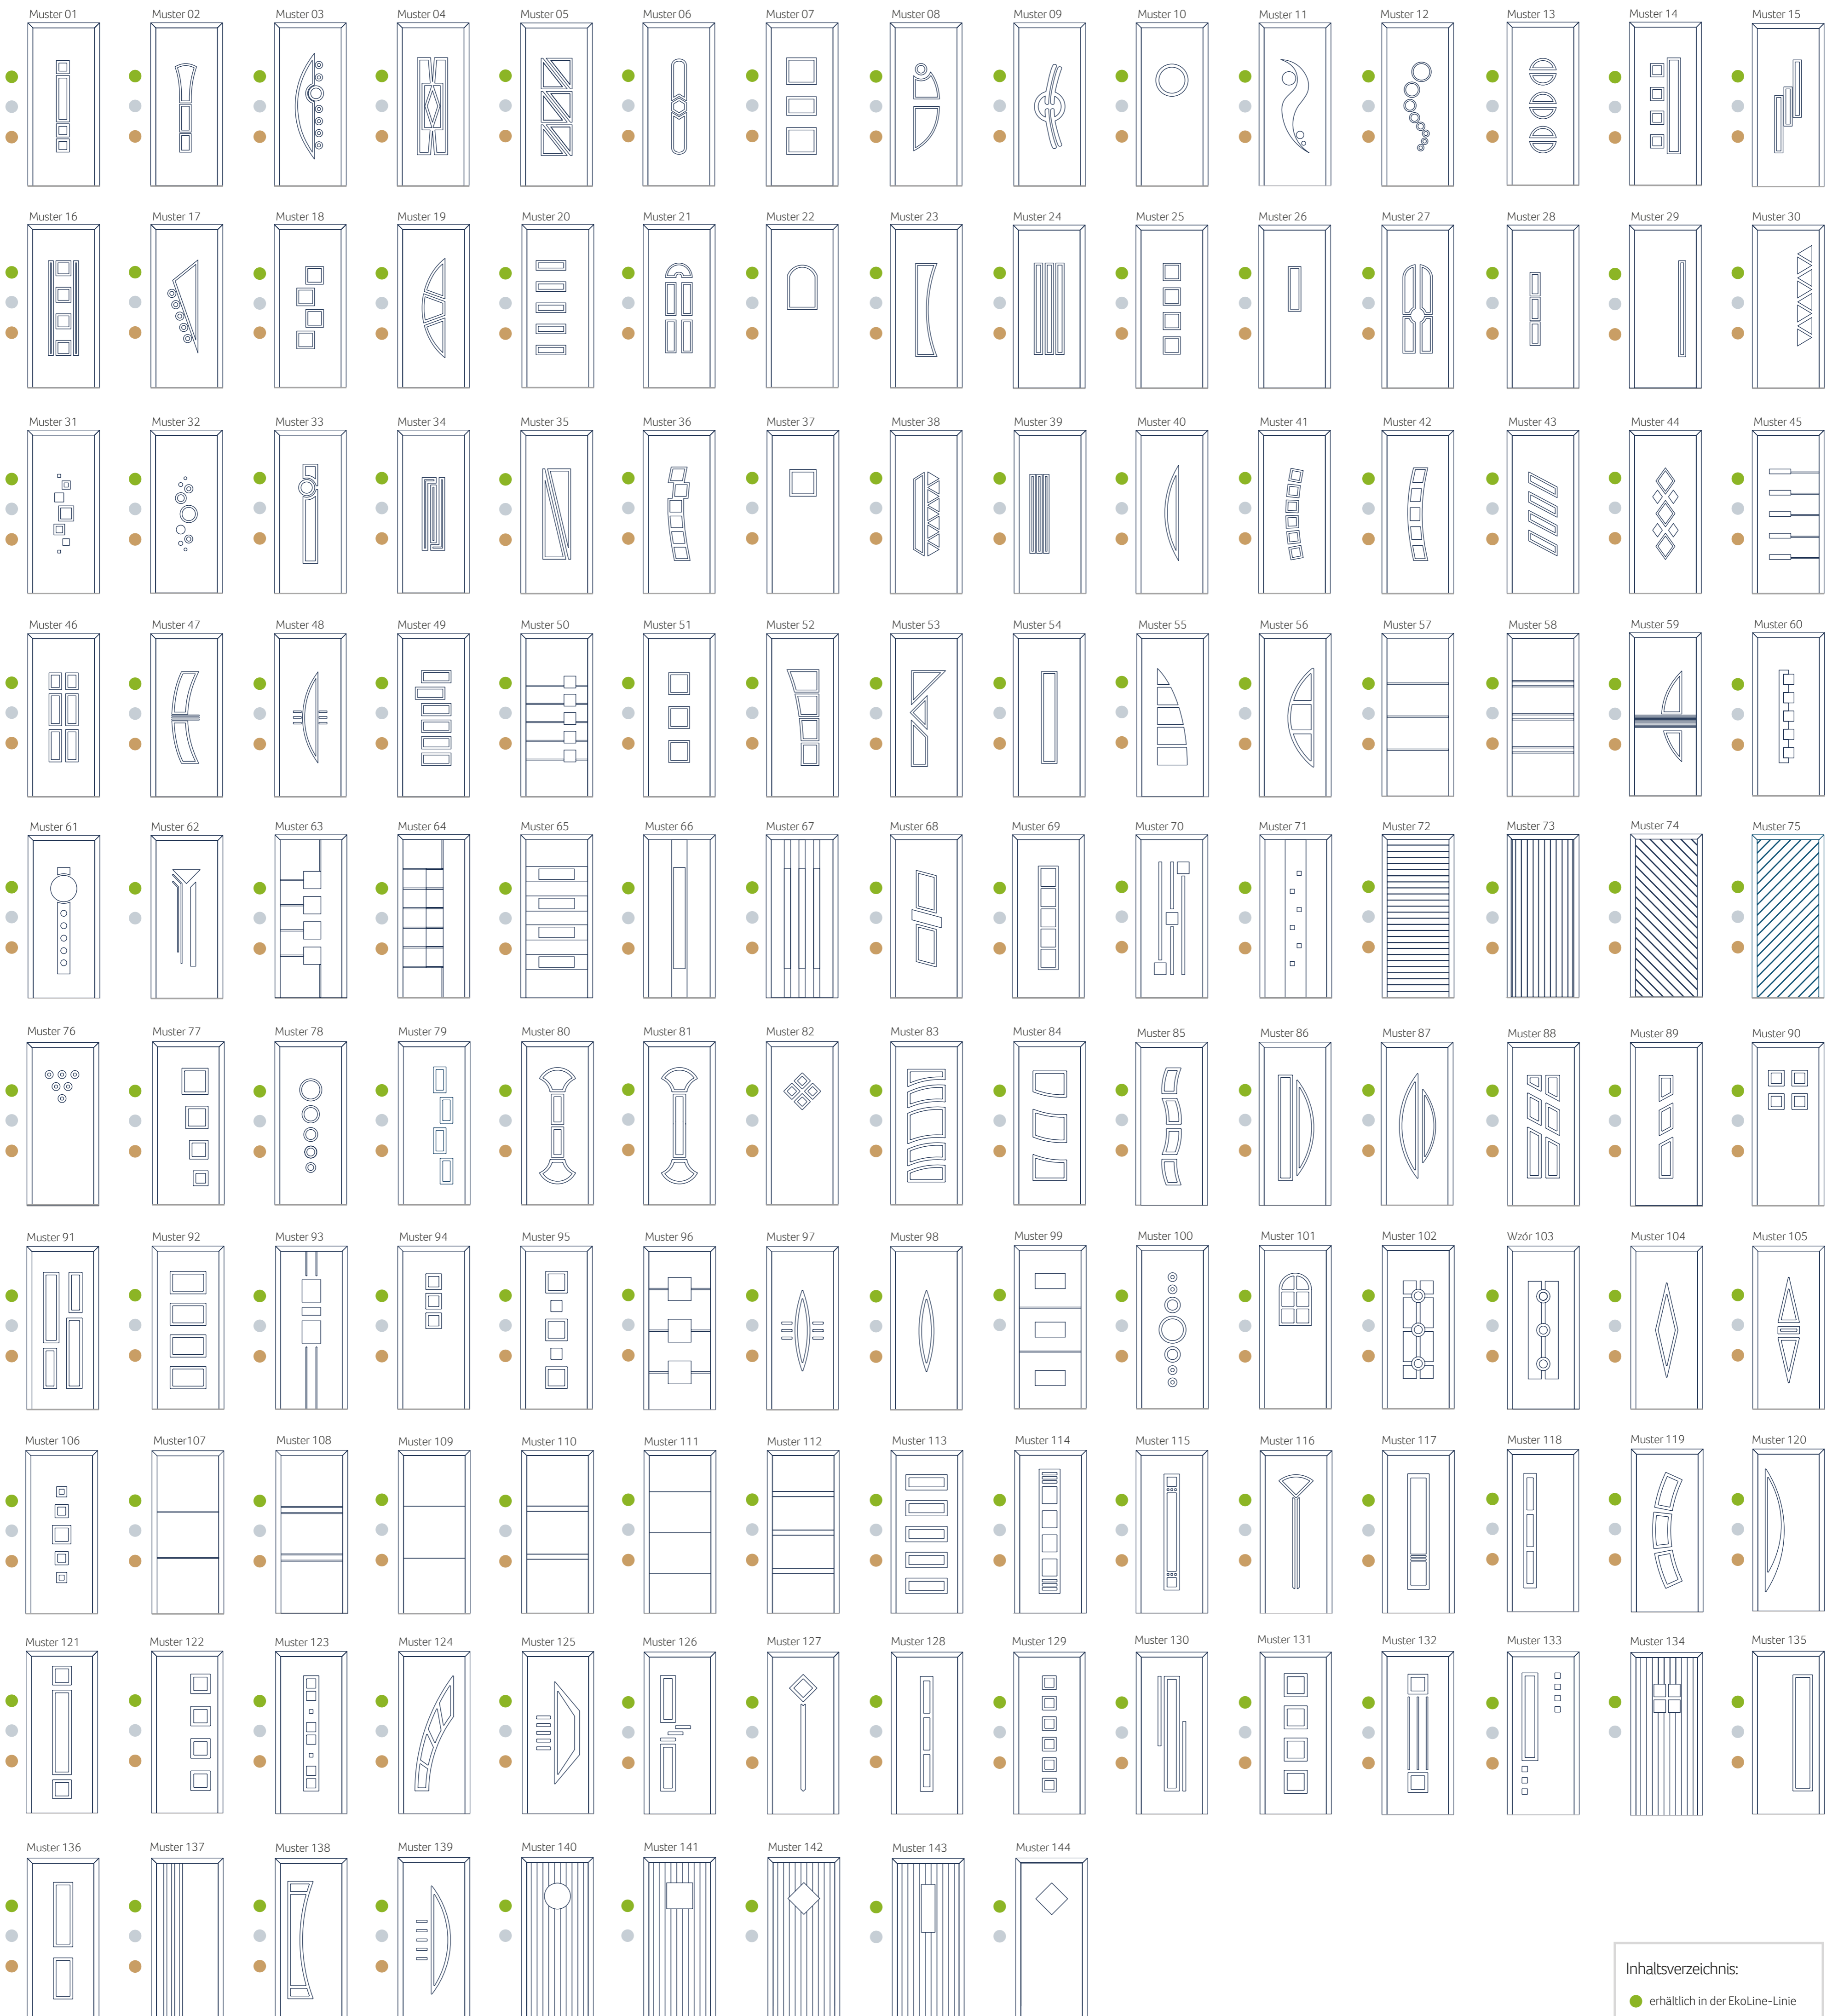 Muster 01 Muster 02 Muster 03 Muster 04 Muster 05 Muster 06 Muster 07 Muster 08 Muster 09 Muster 10 Muster 11 Muster 12 Muster 13 Muster 14 Muster 15
Muster 16 Muster 17 Muster 18 Muster 19 Muster 20 Muster 21 Muster 22 Muster 23 Muster 24 Muster 25 Muster 26 Muster 27 Muster 28 Muster 29 Muster 30
Muster 31 Muster 32 Muster 33 Muster 34 Muster 35 Muster 36 Muster 37 Muster 38 Muster 39 Muster 40 Muster 41 Muster 42 Muster 43 Muster 44 Muster 45
Muster 46 Muster 47 Muster 48 Muster 49 Muster 50 Muster 51 Muster 52 Muster 53 Muster 54 Muster 55 Muster 56 Muster 57 Muster 58 Muster 59 Muster 60
Muster 61 Muster 62 Muster 63 Muster 64 Muster 65 Muster 66 Muster 67 Muster 68 Muster 69 Muster 70 Muster 71 Muster 72 Muster 73 Muster 74 Muster 75
Muster 76 Muster 77 Muster 78 Muster 79 Muster 80 Muster 81 Muster 82 Muster 83 Muster 84 Muster 85 Muster 86 Muster 87 Muster 88 Muster 89 Muster 90
Muster 91 Muster 92 Muster 93 Muster 94 Muster 95 Muster 96 Muster 97 Muster 98 Muster 99 Muster 100 Muster 101 Muster 102 Wzór 103 Muster 104 Muster 105
Muster 106 Muster107 Muster 108 Muster 109 Muster 110 Muster 111 Muster 112 Muster 113 Muster 114 Muster 115 Muster 116 Muster 117 Muster 118 Muster 119 Muster 120
Muster 121 Muster 122 Muster 123 Muster 124 Muster 125 Muster 126 Muster 127 Muster 128 Muster 129 Muster 130 Muster 131 Muster 132 Muster 133 Muster 134 Muster 135
Muster 136 Muster 137 Muster 138 Muster 139 Muster 140 Muster 141 Muster 142 Muster 143 Muster 144
Inhaltsverzeichnis:
erhältlich in der EkoLine-Linie